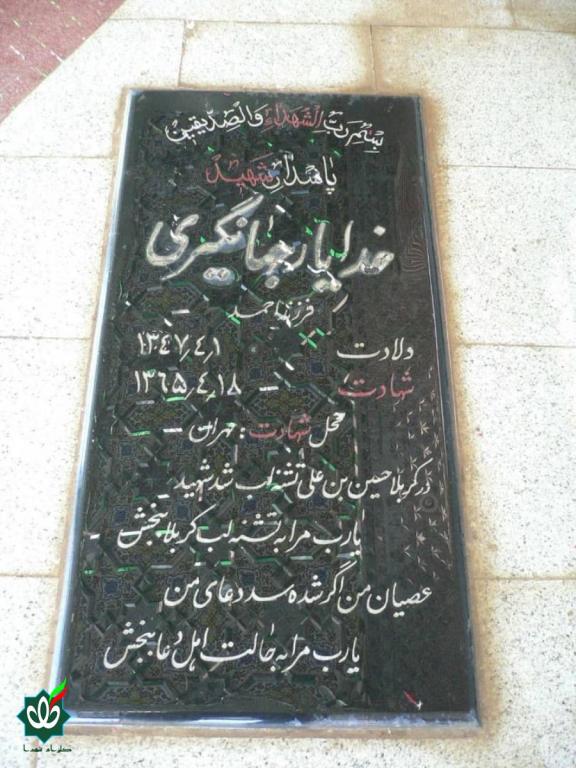 بسم رب الشهداء والصدیقین
پاسدار شهید
خدایار جهانگیری
فرزند احمد
ولادت ۱۳۴۷٫۴٫۱
شهادت ۱۳۶۵٫۴٫۱۸
محل شهادت: مهران
در کربلا حسین بن علی تشنه لب شد شهید
یارب مرا به تشنه لب کربلا ببخش
عصیان من اگر شده سد دعای من
یارب مرا به حالت اهل دعا ببخش